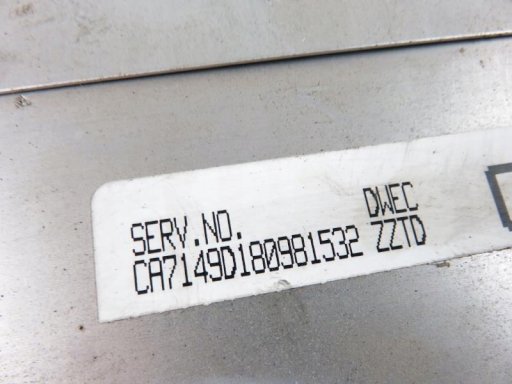 SERV.NO. DWEC
CA7149D180981532 ZZTD